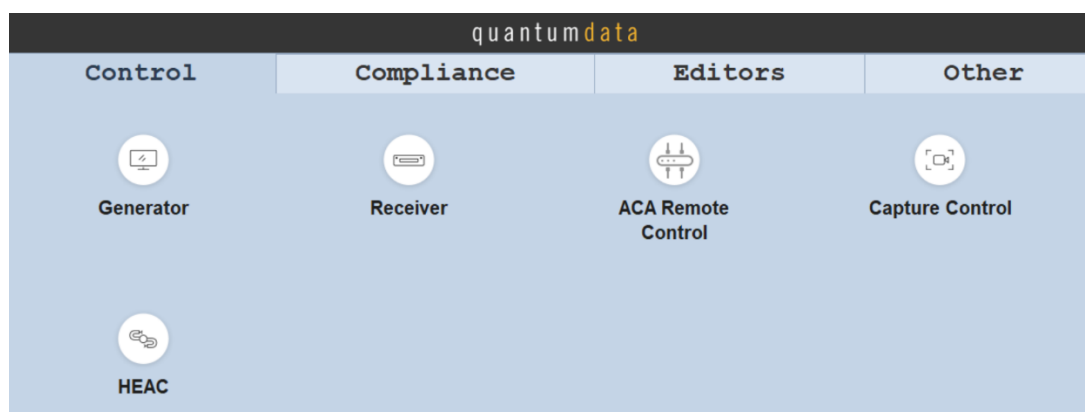 quantumdata
Control Compliance Editors Other
Generator Receiver ACA Remote Control Capture Control
HEAC